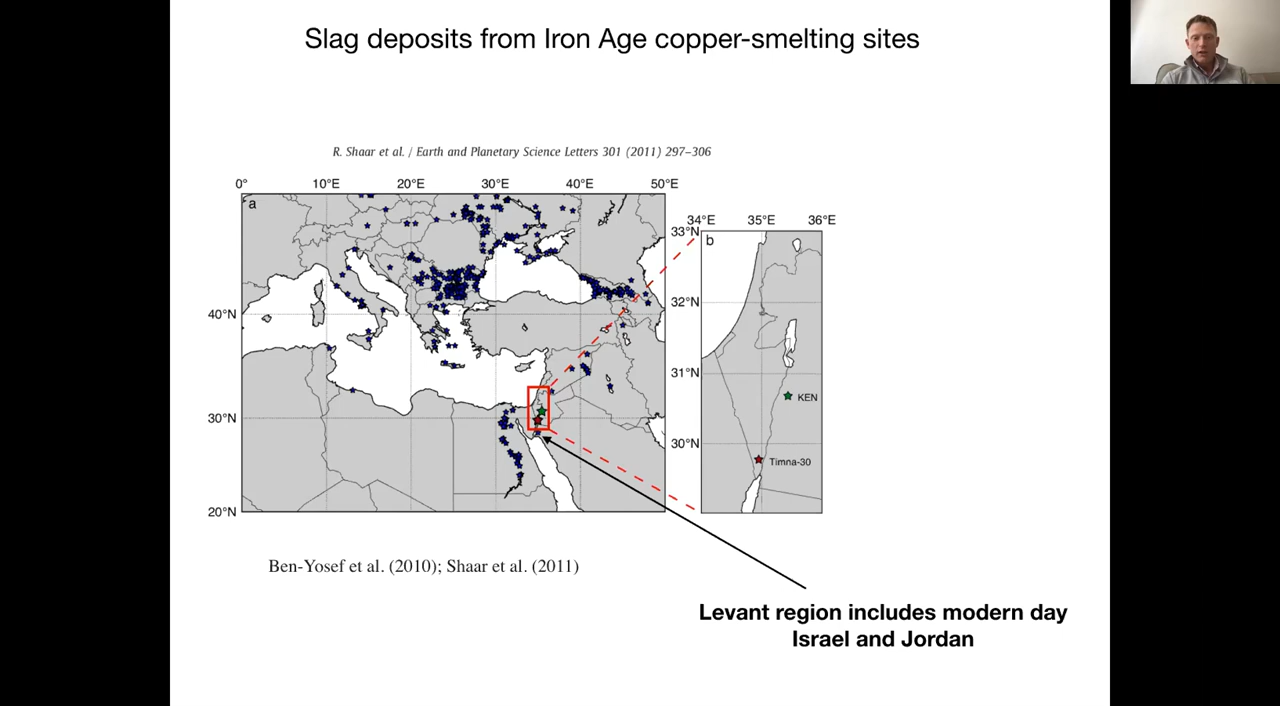 Slag deposits from Iron Age copper-smelting sites
R. Shaar et al. / Earth and Planetary Science Letters 301 (2011) 297–306
0° 10°E 20°E 30°E 40°E 50°E
a
40°N
30°N
20°N
34°E 35°E 36°E
b
33°N
32°N
31°N
30°N
KEN
Timna-30
Ben-Yosef et al. (2010); Shaar et al. (2011)
Levant region includes modern day
Israel and Jordan